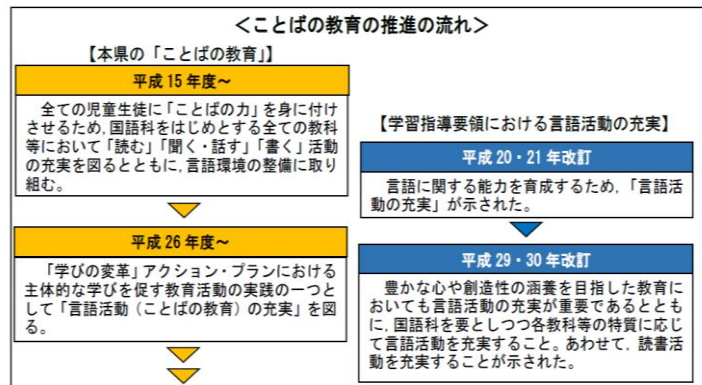 ＜ことばの教育の推進の流れ＞
【本県の「ことばの教育」】
平成15年度～
全ての児童生徒に「ことばの力」を身に付け
させるため，国語科をはじめとする全ての教科
等において「読む」「聞く・話す」「書く」活動
の充実を図るとともに，言語環境の整備に取り
組む。
平成26年度～
「学びの変革」アクション・プランにおける
主体的な学びを促す教育活動の実践の一つと
して「言語活動（ことばの教育）の充実」を図
る。
【学習指導要領における言語活動の充実】
平成20・21年改訂
言語に関する能力を育成するため，「言語活
動の充実」が示された。
平成29・30年改訂
豊かな心や創造性の涵養を目指した教育に
おいても言語活動の充実が重要であるととも
に，国語科を要としつつ各教科等の特質に応じ
て言語活動を充実すること。あわせて，読書活
動を充実することが示された。